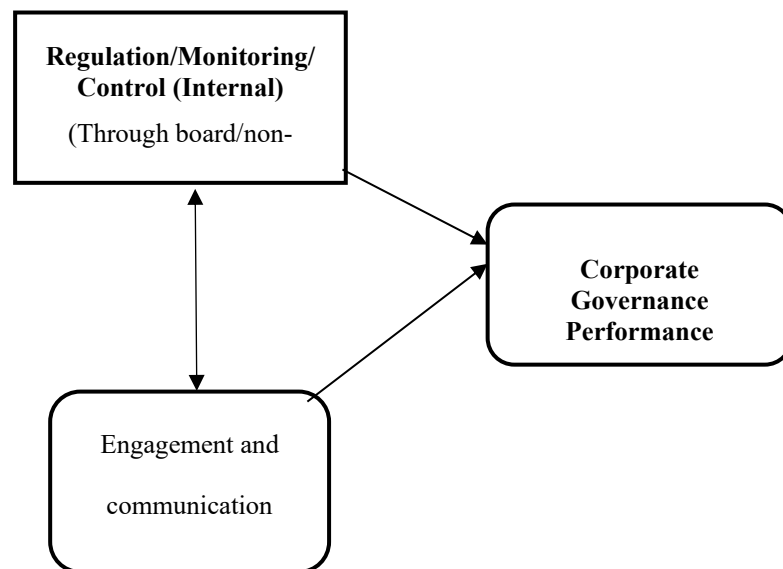 Regulation/Monitoring/
Control (Internal)
(Through board/non-
Corporate
Governance
Performance
Engagement and
communication